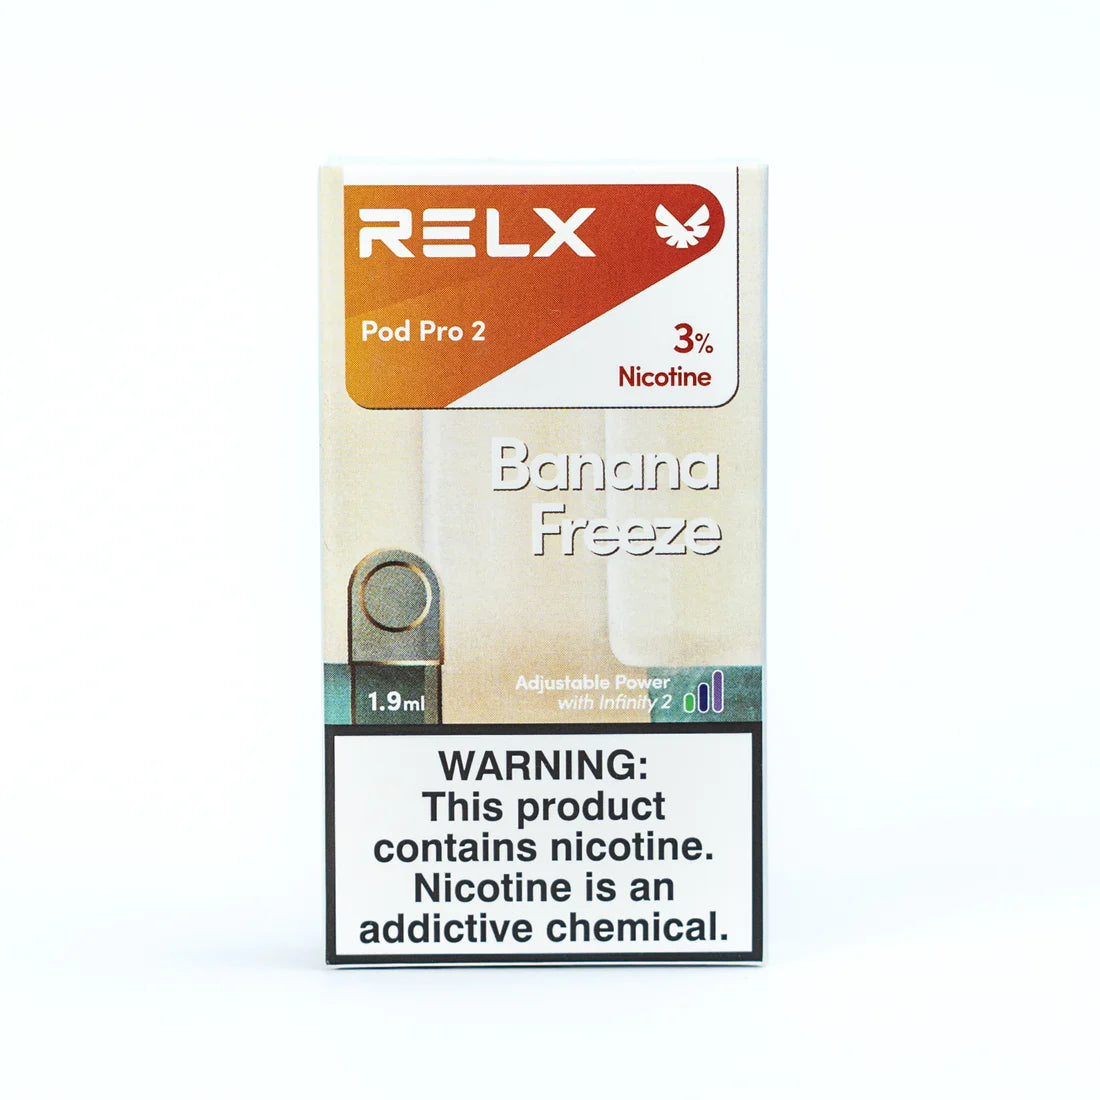 RELX
Pod Pro 2
3%
Nicotine
Banana
Freeze
1.9ml
Adjustable Power
with Infinity 2
WARNING:
This product
contains nicotine.
Nicotine is an
addictive chemical.